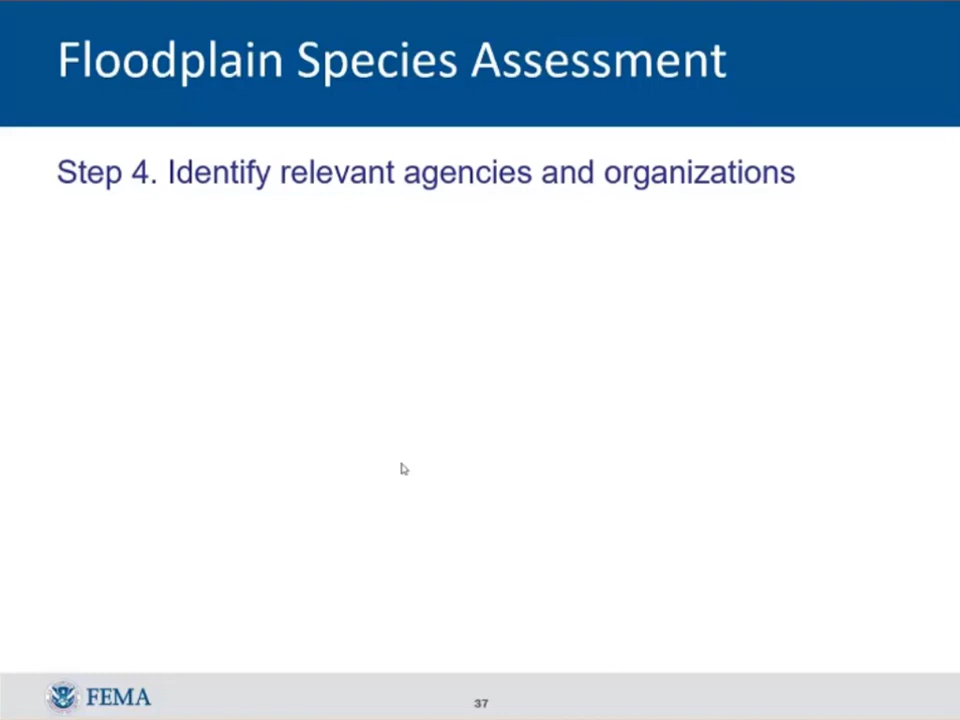 Floodplain Species Assessment
Step 4. Identify relevant agencies and organizations
FEMA
37